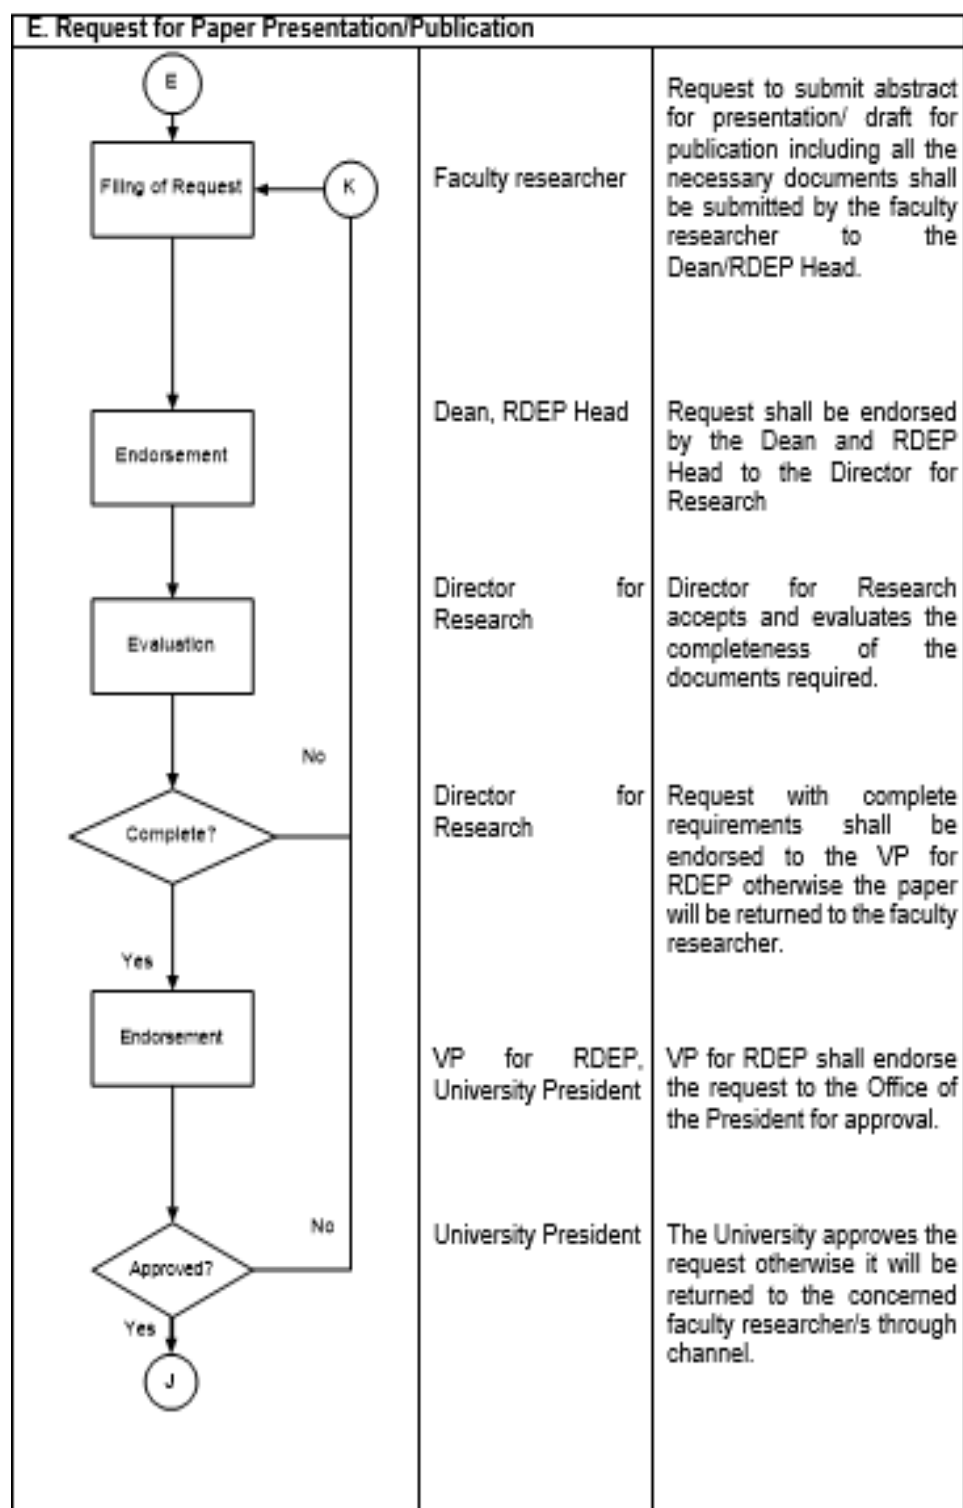 E. Request for Paper Presentation/Publication
E
Filing of Request
K
Faculty researcher
Request to submit abstract
for presentation/ draft for
publication including all the
necessary documents shall
be submitted by the faculty
researcher to the
Dean/RDEP Head.
Endorsement
Dean, RDEP Head
Request shall be endorsed
by the Dean and RDEP
Head to the Director for
Research
Evaluation
Director for
Research
Director for Research
accepts and evaluates the
completeness of the
documents required.
No
Complete?
Director for
Research
Request with complete
requirements shall be
endorsed to the VP for
RDEP otherwise the paper
will be returned to the faculty
researcher.
Yes
Endorsement
VP for RDEP,
University President
VP for RDEP shall endorse
the request to the Office of
the President for approval.
No
Approved?
University President
The University approves the
request otherwise it will be
returned to the concerned
faculty researcher/s through
channel.
Yes
J